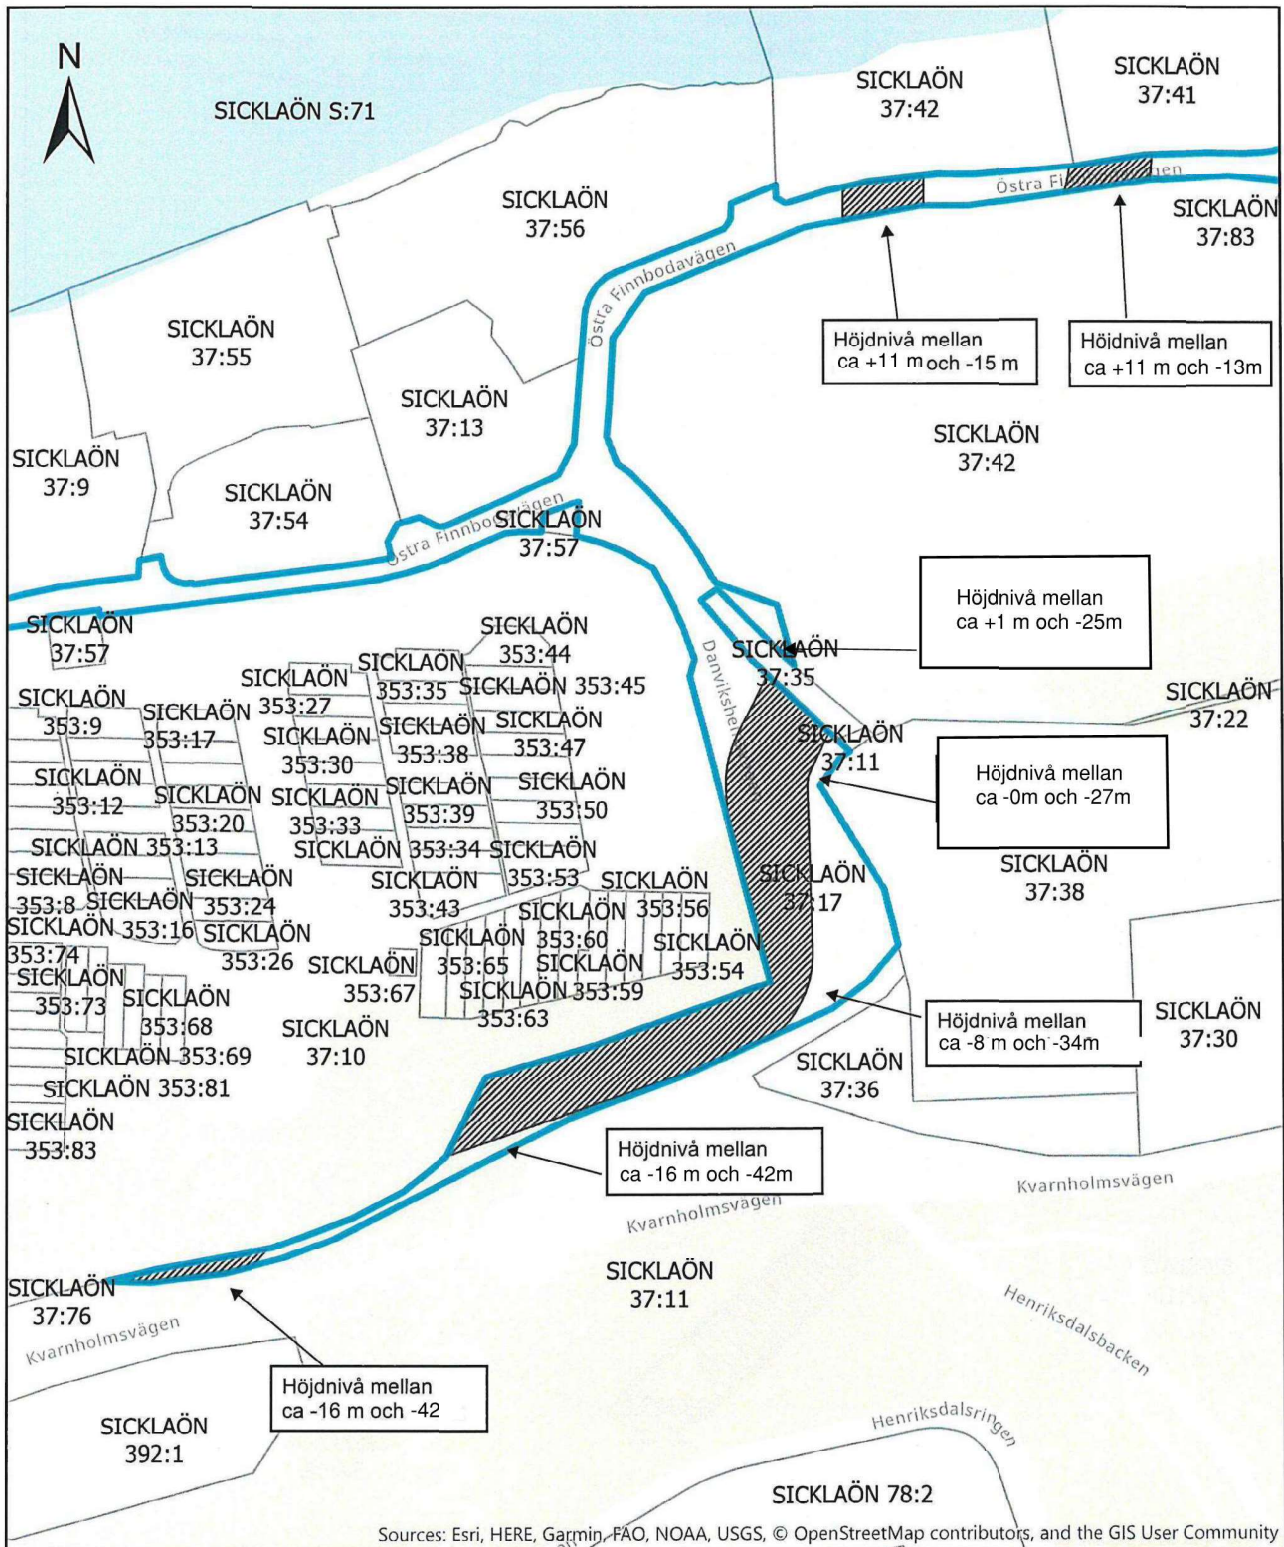 N
SICKLAÖN S:71
SICKLAÖN
37:42
SICKLAÖN
37:41
SICKLAÖN
37:56
Östra Finnbodavägen
SICKLAÖN
37:83
SICKLAÖN
37:55
Höjdnivå mellan
ca +11 m och -15 m
Höjdnivå mellan
ca +11 m och -13m
SICKLAÖN
37:13
SICKLAÖN
37:42
SICKLAÖN
37:9
SICKLAÖN
37:54
Östra Finnbodavägen
SICKLAÖN
37:57
Höjdnivå mellan
ca +1 m och -25m
SICKLAÖN
37:57
SICKLAÖN
353:44
SICKLAÖN
37:35
SICKLAÖN
353:35
SICKLAÖN 353:45
SICKLAÖN
353:27
SICKLAÖN
37:22
SICKLAÖN
353:9
SICKLAÖN
353:17
SICKLAÖN
353:38
SICKLAÖN
353:47
SICKLAÖN
353:30
SICKLAÖN
37:11
Höjdnivå mellan
ca -0m och -27m
SICKLAÖN
353:12
SICKLAÖN
353:20
SICKLAÖN
353:33
SICKLAÖN
353:39
SICKLAÖN
353:50
SICKLAÖN 353:13
SICKLAÖN 353:34
SICKLAÖN
353:53
SICKLAÖN
37:38
SICKLAÖN
353:8
SICKLAÖN
353:16
SICKLAÖN
353:24
SICKLAÖN
353:43
SICKLAÖN
353:56
SICKLAÖN
37:17
SICKLAÖN
353:74
SICKLAÖN
353:26
SICKLAÖN
353:60
SICKLAÖN
353:54
SICKLAÖN
353:65
SICKLAÖN
353:67
SICKLAÖN 353:59
SICKLAÖN
353:73
SICKLAÖN
353:68
SICKLAÖN
353:63
SICKLAÖN
37:10
Höjdnivå mellan
ca -8 m och -34m
SICKLAÖN
37:30
SICKLAÖN 353:69
SICKLAÖN
37:36
SICKLAÖN 353:81
SICKLAÖN
353:83
Höjdnivå mellan
ca -16 m och -42m
Kvarnholmsvägen
Kvarnholmsvägen
SICKLAÖN
37:11
SICKLAÖN
37:76
Kvarnholmsvägen
Henriksdalsbacken
Höjdnivå mellan
ca -16 m och -42
SICKLAÖN
392:1
Henriksdalsringen
SICKLAÖN 78:2
Sources: Esri, HERE, Garmin, FAO, NOAA, USGS, © OpenStreetMap contributors, and the GIS User Community